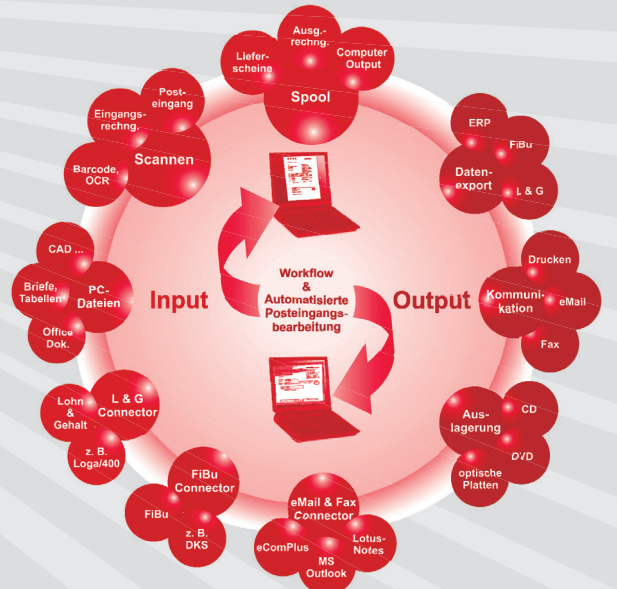 Ausg.-
rechng.
Liefer-
scheine
Computer
Output
Spool
Post-
eingang
Eingangs-
rechng.
Scannen
Barcode,
OCR
ERP
FiBu
Daten-
export
L & G
CAD ...
Briefe,
Tabellen
PC-
Dateien
Office
Dok.
Input
Workflow
&
Automatisierte
Posteingangs-
bearbeitung
Output
Drucken
Kommuni-
kation
eMail
Fax
Lohn
&
Gehalt
L & G
Connector
z. B.
Loga/400
FiBu
Connector
FiBu
z. B.
DKS
eMail & Fax
Connector
eComPlus
MS
Outlook
Lotus-
Notes
Aus-
lagerung
CD
DVD
optische
Platten